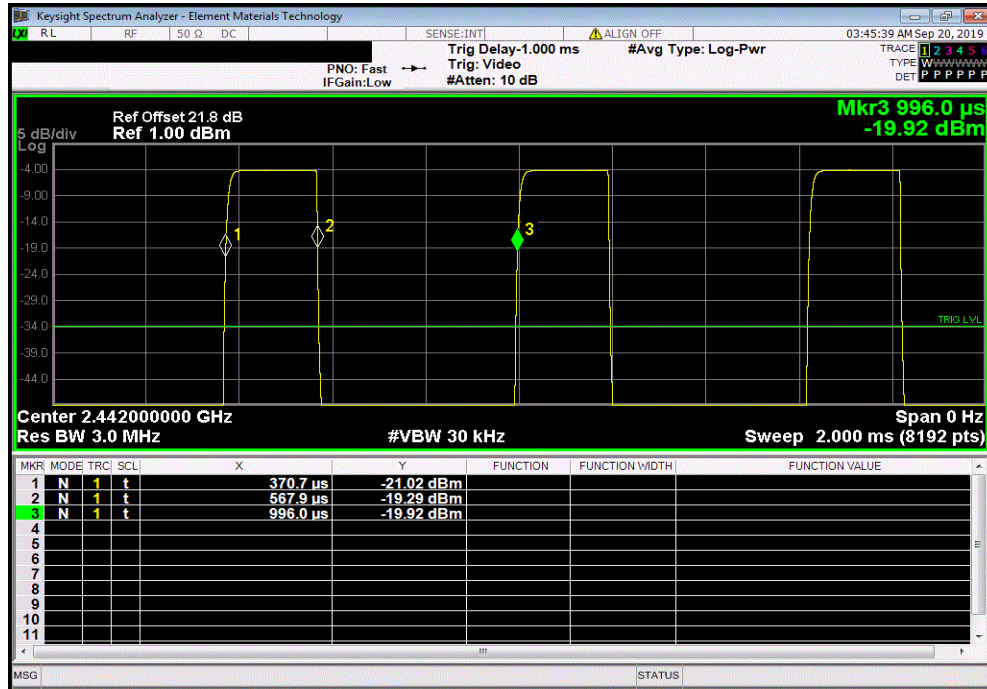 Keysight Spectrum Analyzer - Element Materials Technology
LXI RL RF 50 Ω DC SENSE:INT ALIGN OFF 03:45:39 AM Sep 20, 2019
Trig Delay-1.000 ms #Avg Type: Log-Pwr TRACE 1 2 3 4 5 6
PNO: Fast Trig: Video TYPE WWWWWW
IFGain:Low #Atten: 10 dB DET P P P P P P
Mkr3 996.0 µs
-19.92 dBm
Ref Offset 21.8 dB
5 dB/div Ref 1.00 dBm
Log
-4.00
-9.00
-14.0
1 2 3
-19.0
-24.0
-29.0
-34.0
TRIG LVL
-39.0
-44.0
Center 2.442000000 GHz Span 0 Hz
Res BW 3.0 MHz #VBW 30 kHz Sweep 2.000 ms (8192 pts)
MKR MODE TRC SCL X Y FUNCTION FUNCTION WIDTH FUNCTION VALUE
1 N 1 t 370.7 µs -21.02 dBm
2 N 1 t 567.9 µs -19.29 dBm
3 N 1 t 996.0 µs -19.92 dBm
4
5
6
7
8
9
10
11
MSG STATUS